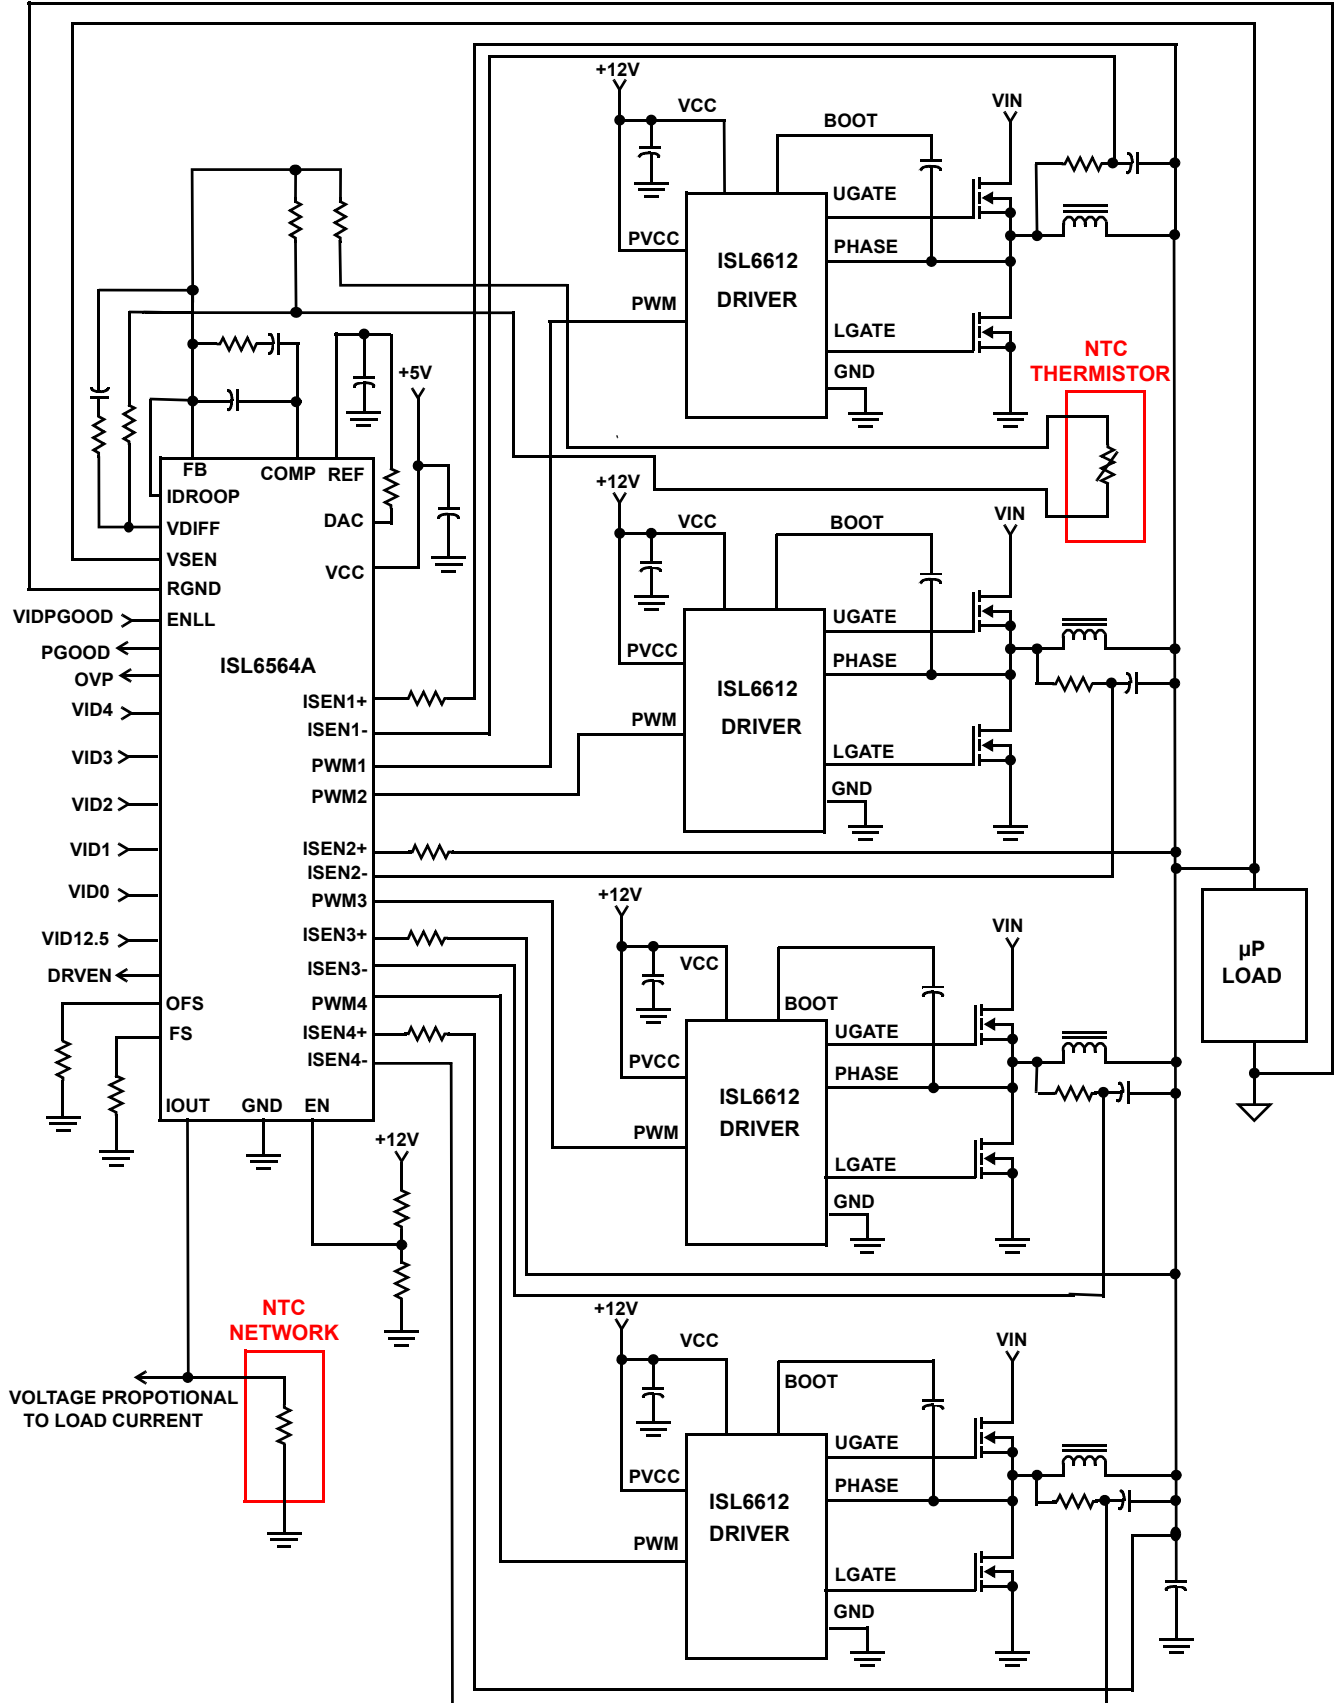 +12V
VCC
BOOT
VIN
UGATE
PVCC
PHASE
ISL6612
DRIVER
PWM
LGATE
GND
NTC
THERMISTOR
+5V
FB
COMP
REF
IDROOP
DAC
VDIFF
VSEN
VCC
RGND
VIDPGOOD
ENLL
PGOOD
OVP
ISL6564A
VID4
ISEN1+
ISEN1-
VID3
PWM1
VID2
PWM2
VID1
ISEN2+
ISEN2-
VID0
PWM3
VID12.5
ISEN3+
DRVEN
ISEN3-
OFS
PWM4
FS
ISEN4+
ISEN4-
IOUT
GND
EN
+12V
+12V
VCC
BOOT
VIN
UGATE
PVCC
PHASE
ISL6612
DRIVER
PWM
LGATE
GND
+12V
VCC
BOOT
VIN
UGATE
PVCC
PHASE
ISL6612
DRIVER
PWM
LGATE
GND
µP
LOAD
NTC
NETWORK
VOLTAGE PROPOTIONAL
TO LOAD CURRENT
+12V
VCC
BOOT
VIN
UGATE
PVCC
PHASE
ISL6612
DRIVER
PWM
LGATE
GND